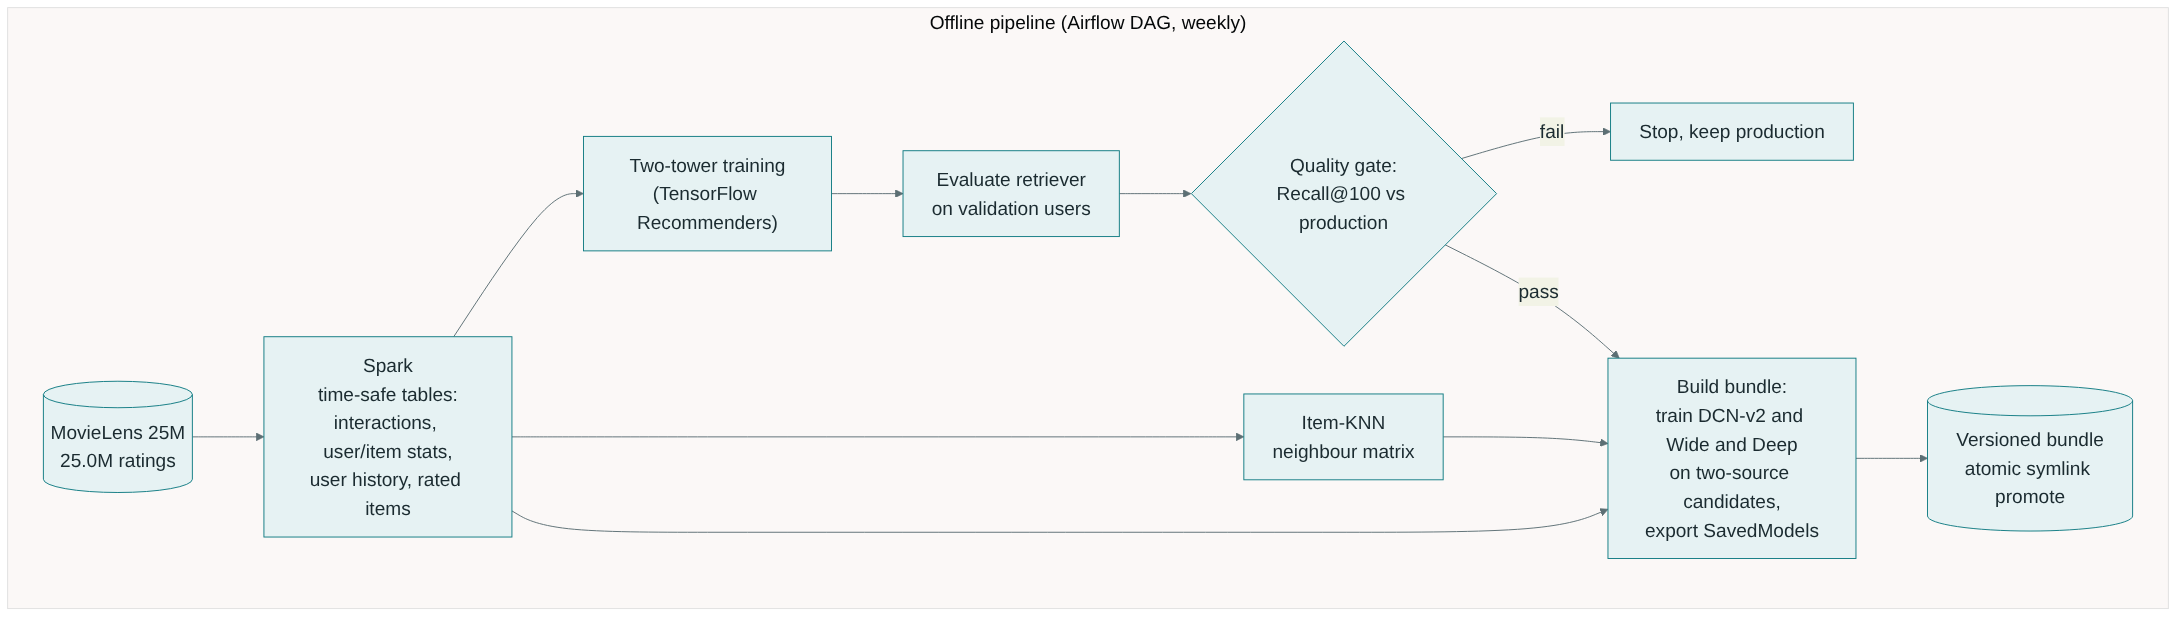 Offline pipeline (Airflow DAG, weekly)
MovieLens 25M
25.0M ratings
Spark
time-safe tables:
interactions,
user/item stats,
user history, rated
items
Two-tower training
(TensorFlow
Recommenders)
Evaluate retriever
on validation users
Quality gate:
Recall@100 vs
production
fail
Stop, keep production
pass
Item-KNN
neighbour matrix
Build bundle:
train DCN-v2 and
Wide and Deep
on two-source
candidates,
export SavedModels
Versioned bundle
atomic symlink
promote